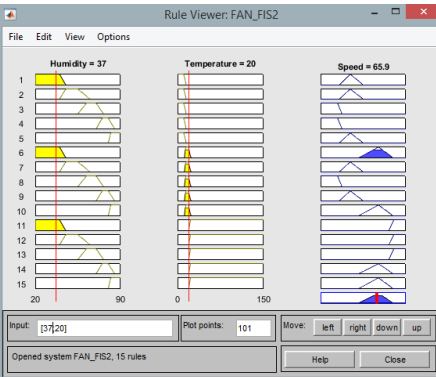 Rule Viewer: FAN_FIS2
File Edit View Options
Humidity = 37 Temperature = 20 Speed = 65.9
1
2
3
4
5
6
7
8
9
10
11
12
13
14
15
20 90 0 150
Input: [37;20] Plot points: 101 Move: left right down up
Opened system FAN_FIS2, 15 rules Help Close